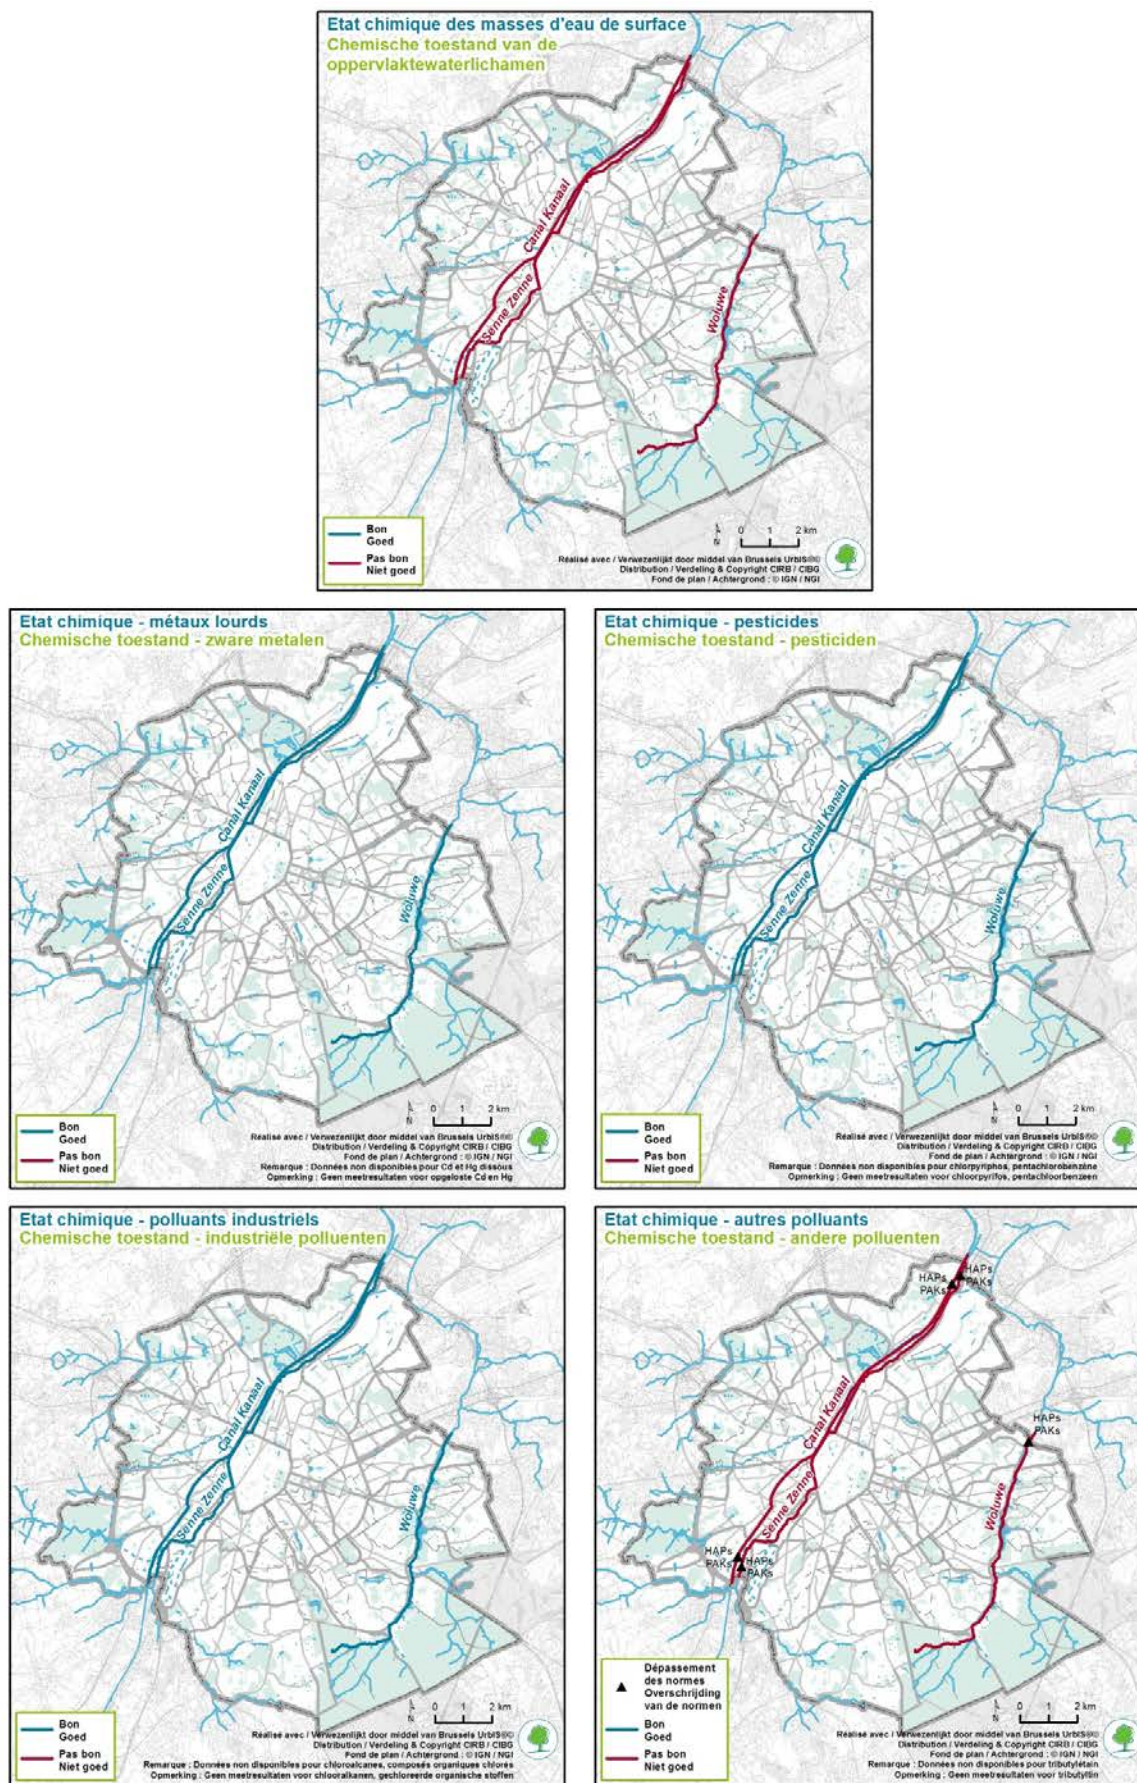 Etat chimique des masses d'eau de surface
Chemische toestand van de
oppervlaktewaterlichamen
Canal Kanaal
Senne Zenne
Woluwe
Bon
Goed
Pas bon
Niet goed
N
0 1 2 km
Réalisé avec / Verwezenlijkt door middel van Brussels UrbIS®©
Distribution / Verdeling & Copyright CIRB / CIBG
Fond de plan / Achtergrond : © IGN / NGI
Etat chimique - métaux lourds
Chemische toestand - zware metalen
Canal Kanaal
Senne Zenne
Woluwe
Bon
Goed
Pas bon
Niet goed
N
0 1 2 km
Réalisé avec / Verwezenlijkt door middel van Brussels UrbIS®©
Distribution / Verdeling & Copyright CIRB / CIBG
Fond de plan / Achtergrond : © IGN / NGI
Remarque : Données non disponibles pour Cd et Hg dissous
Opmerking : Geen meetresultaten voor opgeloste Cd en Hg
Etat chimique - pesticides
Chemische toestand - pesticiden
Canal Kanaal
Senne Zenne
Woluwe
Bon
Goed
Pas bon
Niet goed
N
0 1 2 km
Réalisé avec / Verwezenlijkt door middel van Brussels UrbIS®©
Distribution / Verdeling & Copyright CIRB / CIBG
Fond de plan / Achtergrond : © IGN / NGI
Remarque : Données non disponibles pour chlorpyriphos, pentachlorobenzène
Opmerking : Geen meetresultaten voor chloorpyrifos, pentachloorbenzeen
Etat chimique - polluants industriels
Chemische toestand - industriële polluenten
Canal Kanaal
Senne Zenne
Woluwe
Bon
Goed
Pas bon
Niet goed
N
0 1 2 km
Réalisé avec / Verwezenlijkt door middel van Brussels UrbIS®©
Distribution / Verdeling & Copyright CIRB / CIBG
Fond de plan / Achtergrond : © IGN / NGI
Remarque : Données non disponibles pour chloroalcanes, composés organiques chlorés
Opmerking : Geen meetresultaten voor chlooralkanen, gechloreerde organische stoffen
Etat chimique - autres polluants
Chemische toestand - andere polluenten
HAPs
PAKs
HAPs
PAKs
Canal Kanaal
HAPs
PAKs
Senne Zenne
Woluwe
HAPs
PAKs
HAPs
PAKs
Dépassement
des normes
Overschrijding
van de normen
Bon
Goed
Pas bon
Niet goed
N
0 1 2 km
Réalisé avec / Verwezenlijkt door middel van Brussels UrbIS®©
Distribution / Verdeling & Copyright CIRB / CIBG
Fond de plan / Achtergrond : © IGN / NGI
Remarque : Données non disponibles pour tributylétain
Opmerking : Geen meetresultaten voor tributyltin